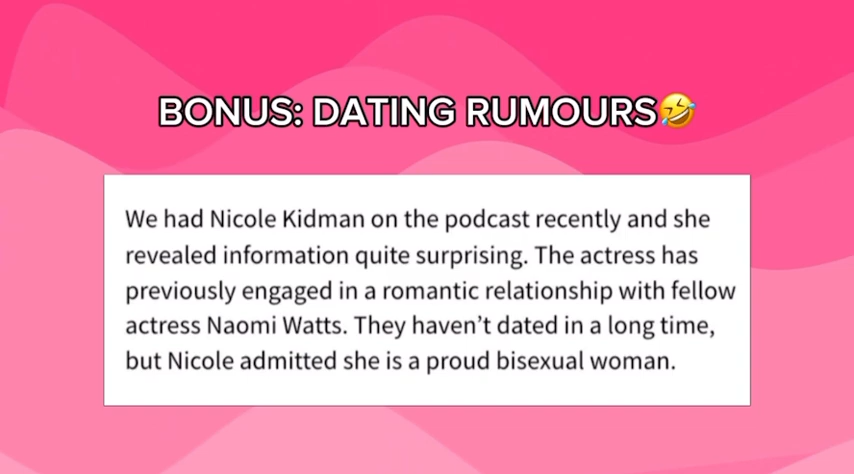 BONUS: DATING RUMOURS🤣
We had Nicole Kidman on the podcast recently and she
revealed information quite surprising. The actress has
previously engaged in a romantic relationship with fellow
actress Naomi Watts. They haven’t dated in a long time,
but Nicole admitted she is a proud bisexual woman.